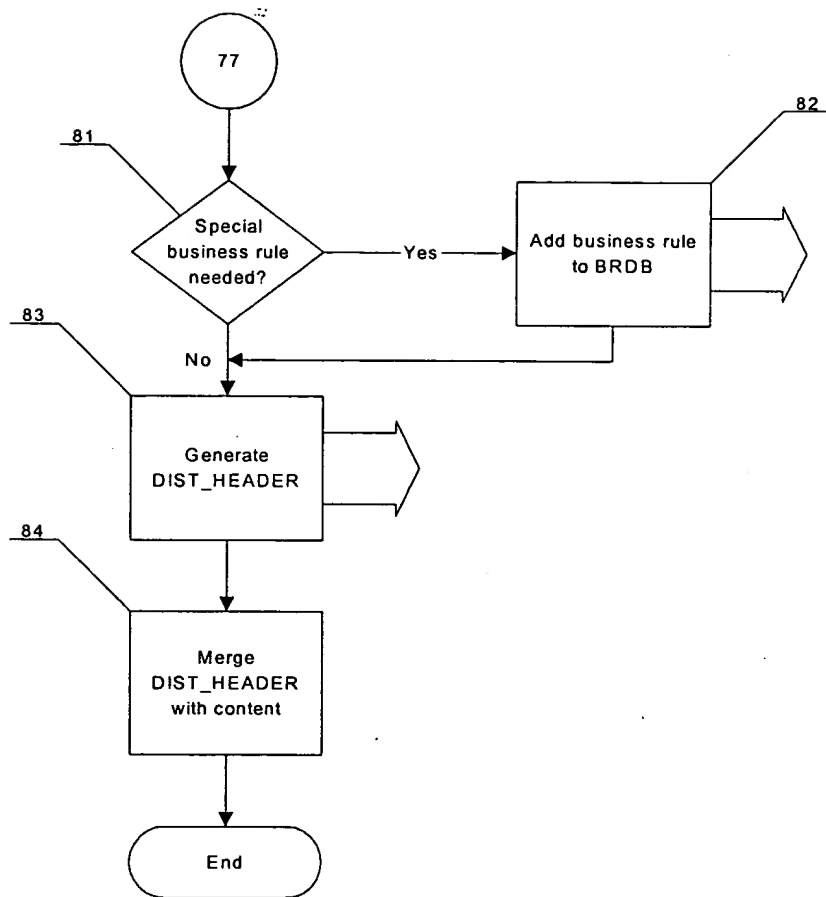 77
81
82
Special
business rule
needed?
Yes
Add business rule
to BRDB
83
No
Generate
DIST_HEADER
84
Merge
DIST_HEADER
with content
End